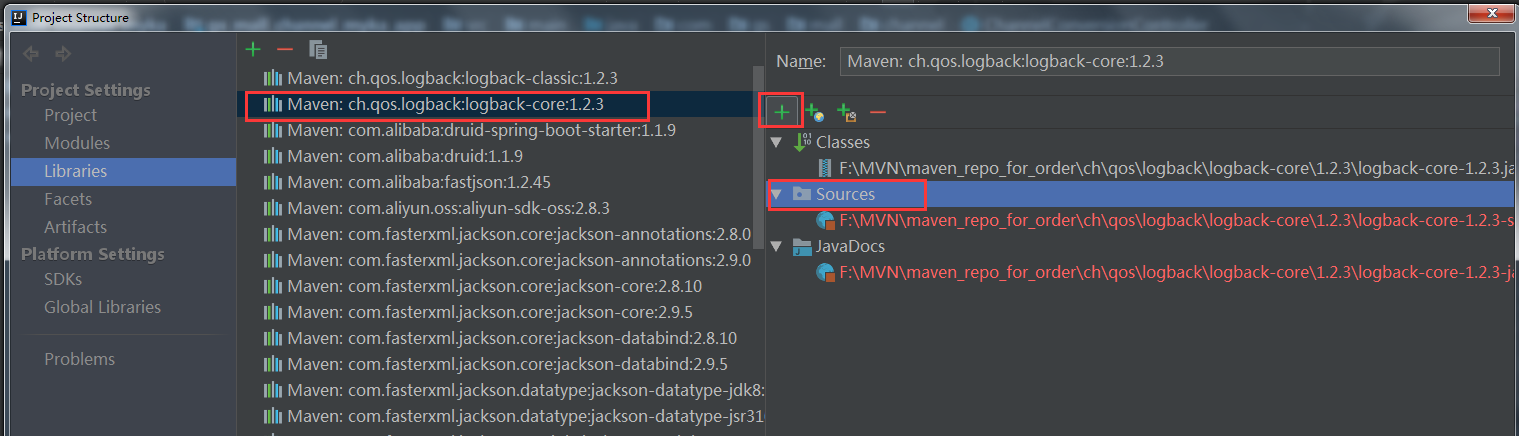 Project Structure
Project Settings
Project
Modules
Libraries
Facets
Artifacts
Platform Settings
SDKs
Global Libraries
Problems
Maven: ch.qos.logback:logback-classic:1.2.3
Maven: ch.qos.logback:logback-core:1.2.3
Maven: com.alibaba:druid-spring-boot-starter:1.1.9
Maven: com.alibaba:druid:1.1.9
Maven: com.alibaba:fastjson:1.2.45
Maven: com.aliyun.oss:aliyun-sdk-oss:2.8.3
Maven: com.fasterxml.jackson.core:jackson-annotations:2.8.0
Maven: com.fasterxml.jackson.core:jackson-annotations:2.9.0
Maven: com.fasterxml.jackson.core:jackson-core:2.8.10
Maven: com.fasterxml.jackson.core:jackson-core:2.9.5
Maven: com.fasterxml.jackson.core:jackson-databind:2.8.10
Maven: com.fasterxml.jackson.core:jackson-databind:2.9.5
Maven: com.fasterxml.jackson.datatype:jackson-datatype-jdk8:
Maven: com.fasterxml.jackson.datatype:jackson-datatype-jsr310
Name: Maven: ch.qos.logback:logback-core:1.2.3
Classes
F:\MVN\maven_repo_for_order\ch\qos\logback\logback-core\1.2.3\logback-core-1.2.3.ja
Sources
F:\MVN\maven_repo_for_order\ch\qos\logback\logback-core\1.2.3\logback-core-1.2.3-s
JavaDocs
F:\MVN\maven_repo_for_order\ch\qos\logback\logback-core\1.2.3\logback-core-1.2.3-ja